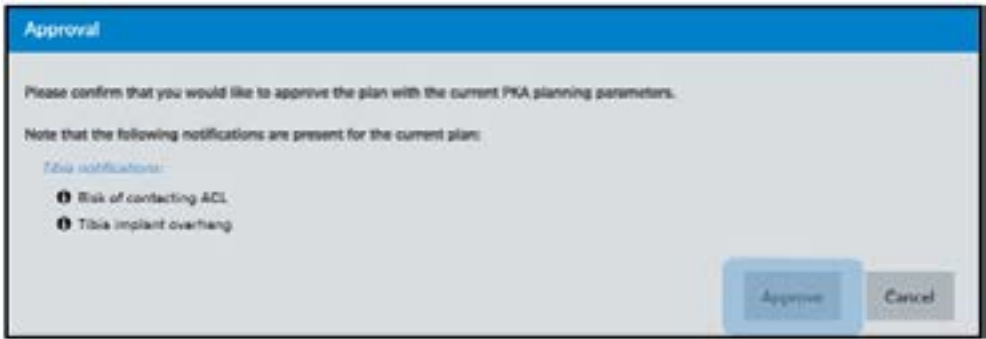 Approval
Please confirm that you would like to approve the plan with the current PKA planning parameters.
Note that the following notifications are present for the current plan:
Tibia notifications:
Risk of contacting ACL
Tibia implant overhang
Approve Cancel